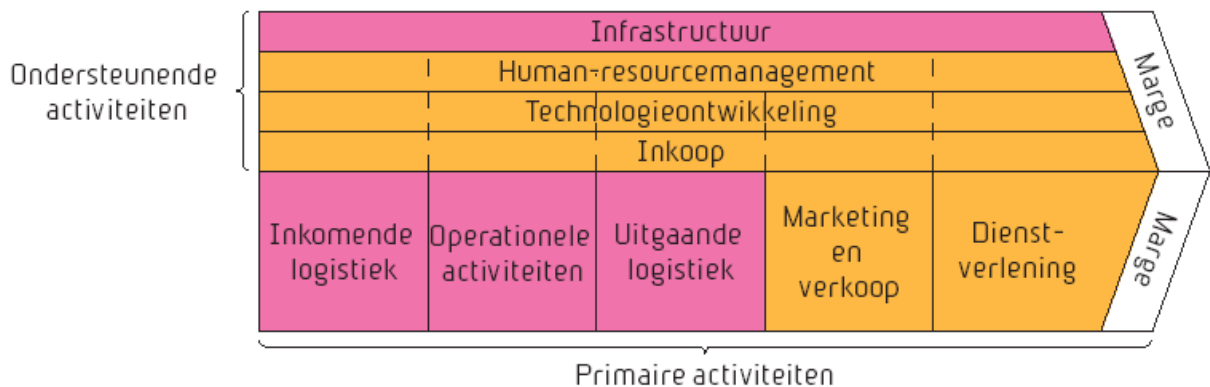 Infrastructuur
Human-resourcemanagement
Technologieontwikkeling
Inkoop
Ondersteunende
activiteiten
Marge
Inkomende
logistiek
Operationele
activiteiten
Uitgaande
logistiek
Marketing
en
verkoop
Dienst-
verlening
Marge
Primaire activiteiten